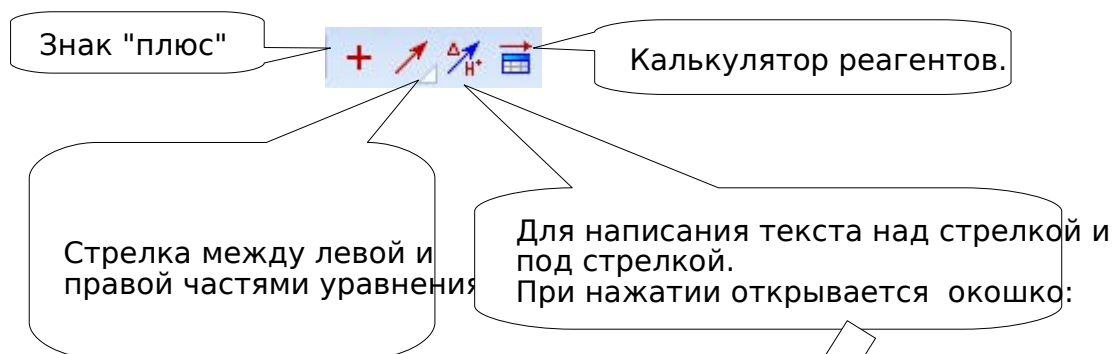 Знак "плюс"
Δ
H⁺
Калькулятор реагентов.
Стрелка между левой и
правой частями уравнения
Для написания текста над стрелкой и
под стрелкой.
При нажатии открывается окошко: